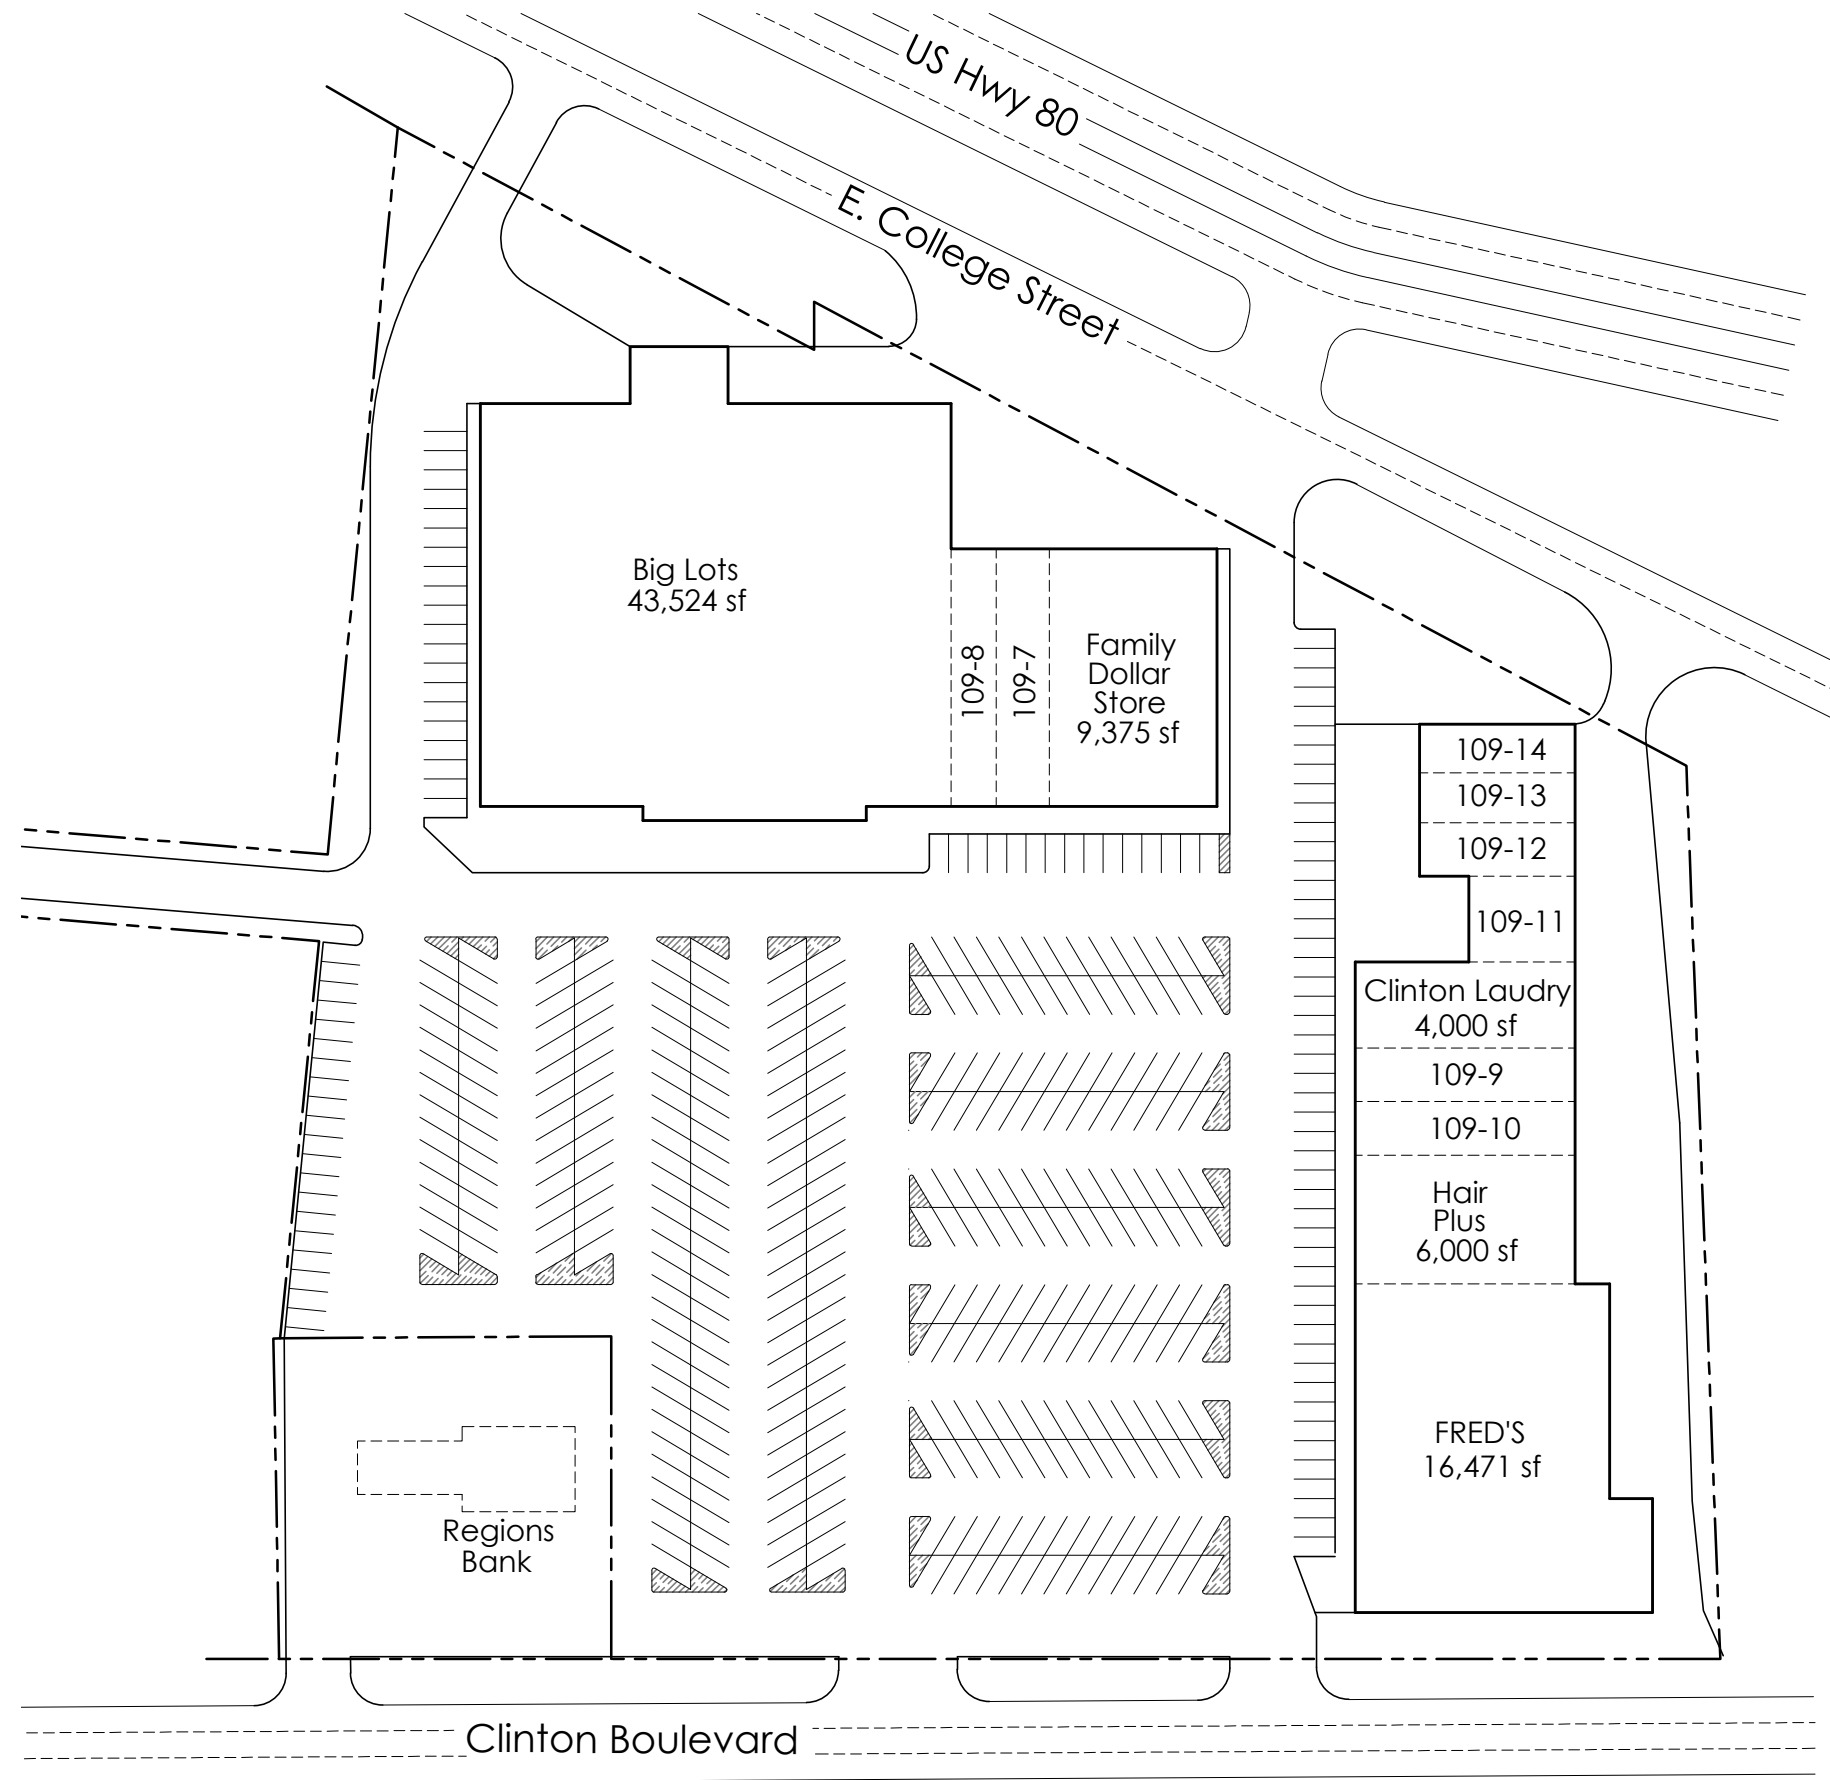 US Hwy 80
E. College Street
Big Lots
43,524 sf
109-8
109-7
Family
Dollar
Store
9,375 sf
109-14
109-13
109-12
109-11
Clinton Laudry
4,000 sf
109-9
109-10
Hair
Plus
6,000 sf
FRED'S
16,471 sf
Regions
Bank
Clinton Boulevard